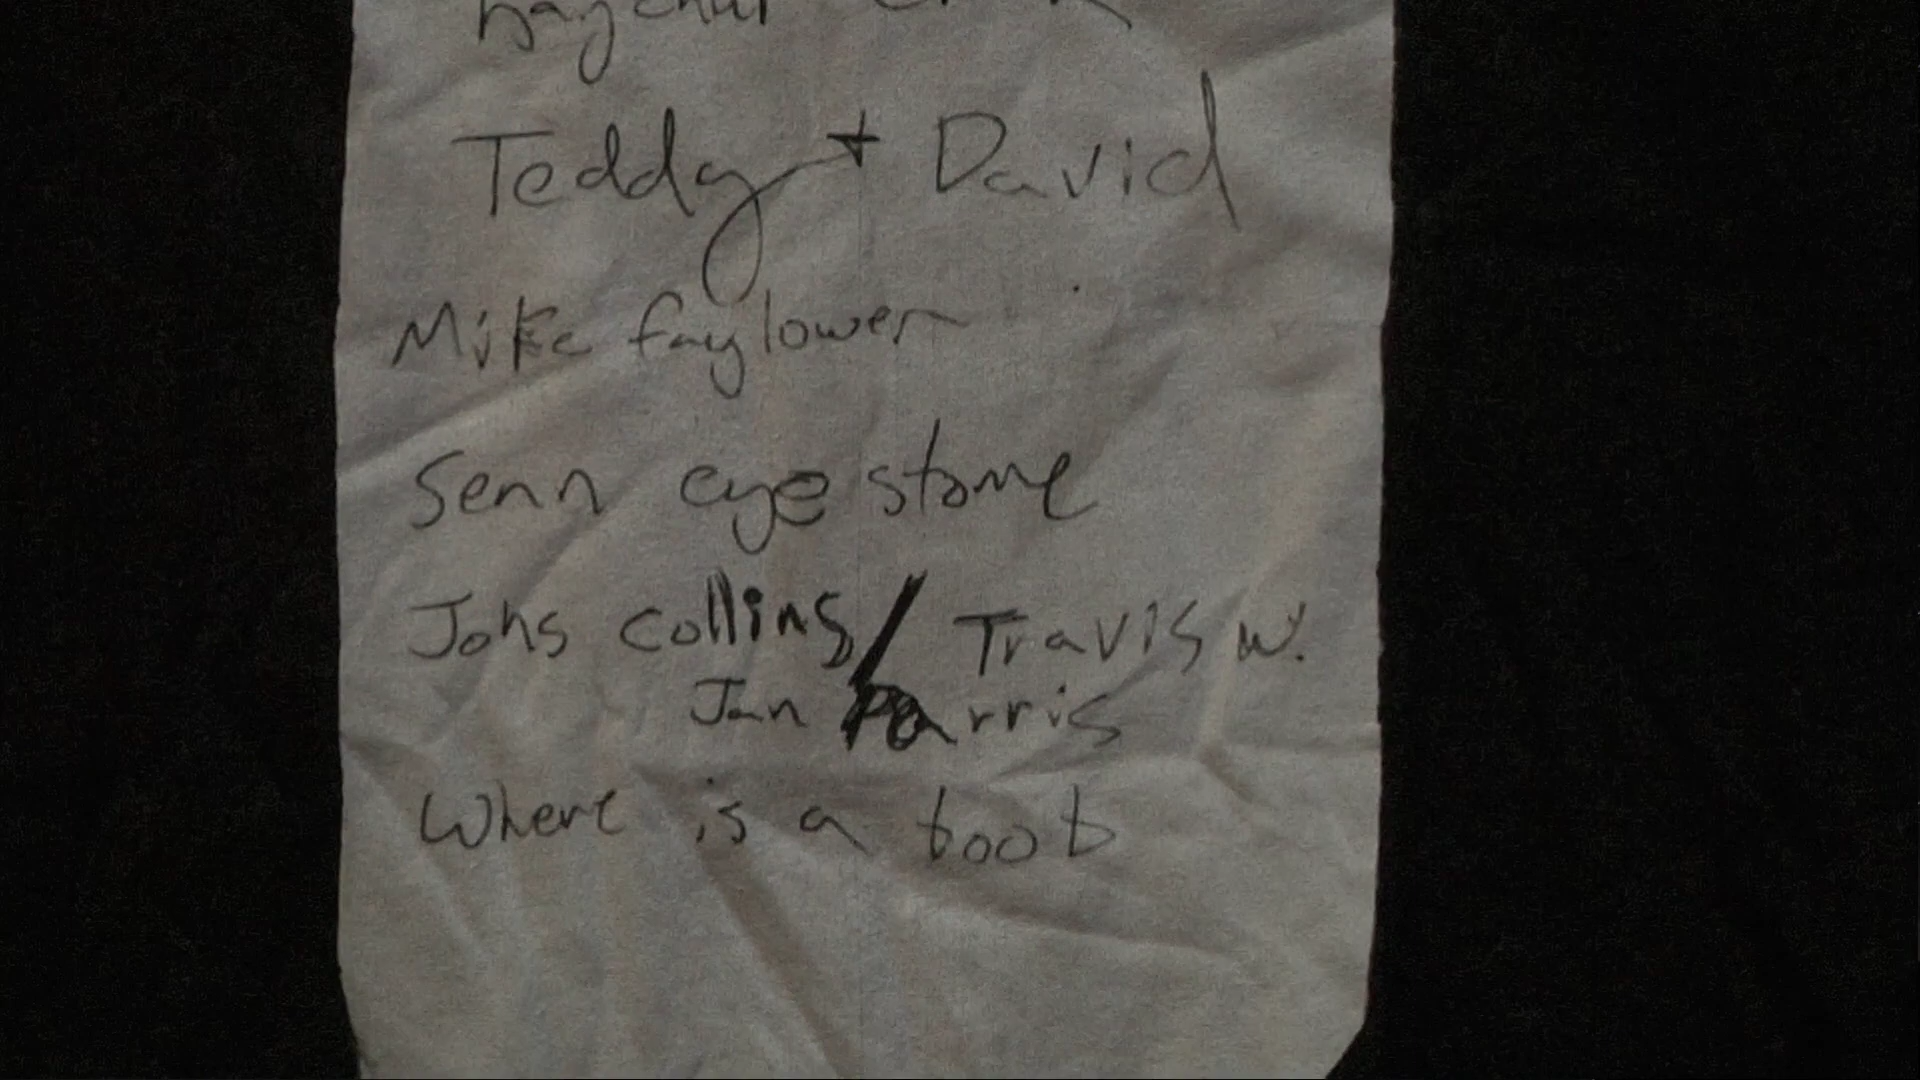 Teddy + David
Mike faylower
Senn eye stone
Johs collins / Travis w.
Jan Parris
Where is a boob